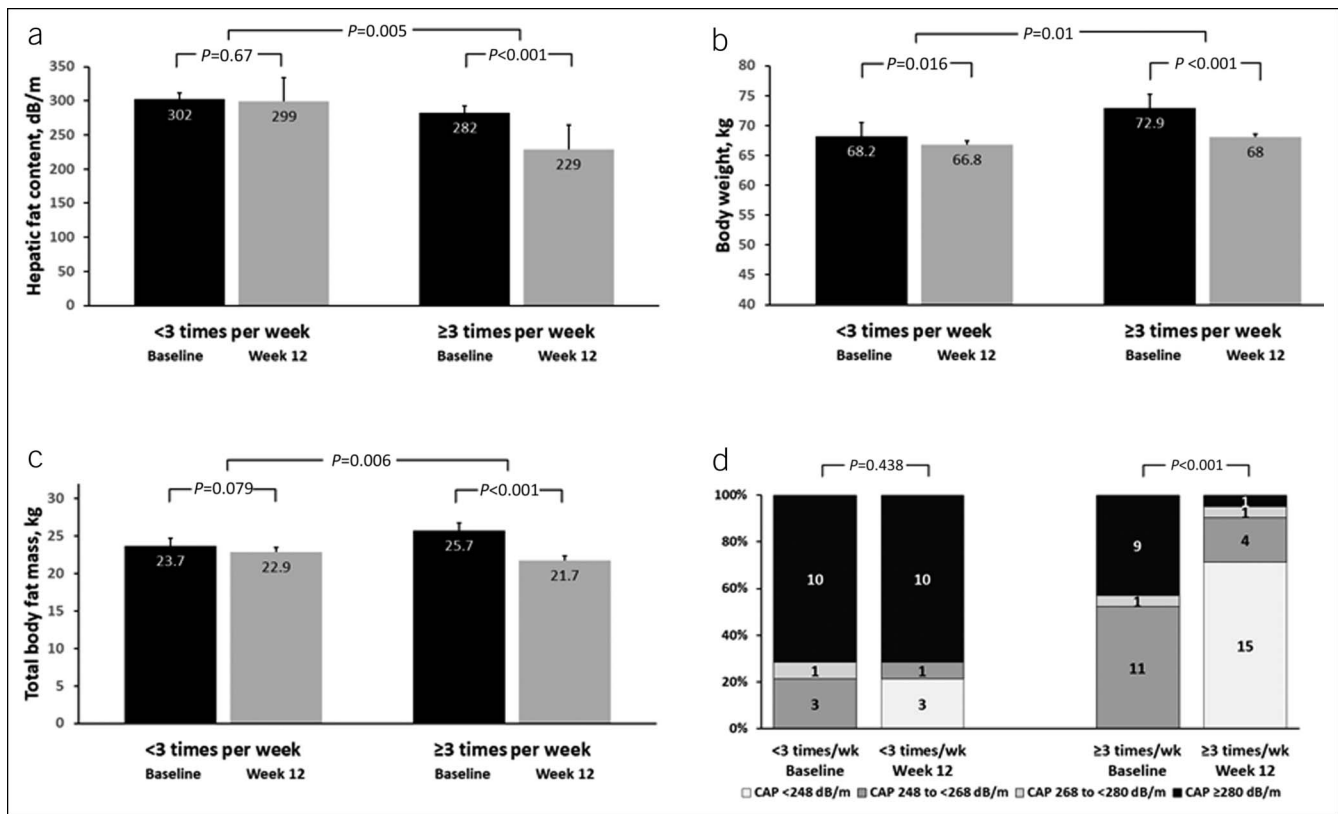 a
P=0.005
P=0.67
P<0.001
350
300
250
200
150
100
50
0
Hepatic fat content, dB/m
302
299
282
229
<3 times per week
≥3 times per week
Baseline
Week 12
Baseline
Week 12
b
P=0.01
P=0.016
P <0.001
80
75
70
65
60
55
50
45
40
Body weight, kg
68.2
66.8
72.9
68
<3 times per week
≥3 times per week
Baseline
Week 12
Baseline
Week 12
c
P=0.006
P=0.079
P<0.001
30
25
20
15
10
5
0
Total body fat mass, kg
23.7
22.9
25.7
21.7
<3 times per week
≥3 times per week
Baseline
Week 12
Baseline
Week 12
d
P=0.438
P<0.001
100%
80%
60%
40%
20%
0%
10
1
3
10
1
3
9
1
11
1
1
4
15
<3 times/wk
Baseline
<3 times/wk
Week 12
≥3 times/wk
Baseline
≥3 times/wk
Week 12
CAP <248 dB/m CAP 248 to <268 dB/m CAP 268 to <280 dB/m CAP ≥280 dB/m